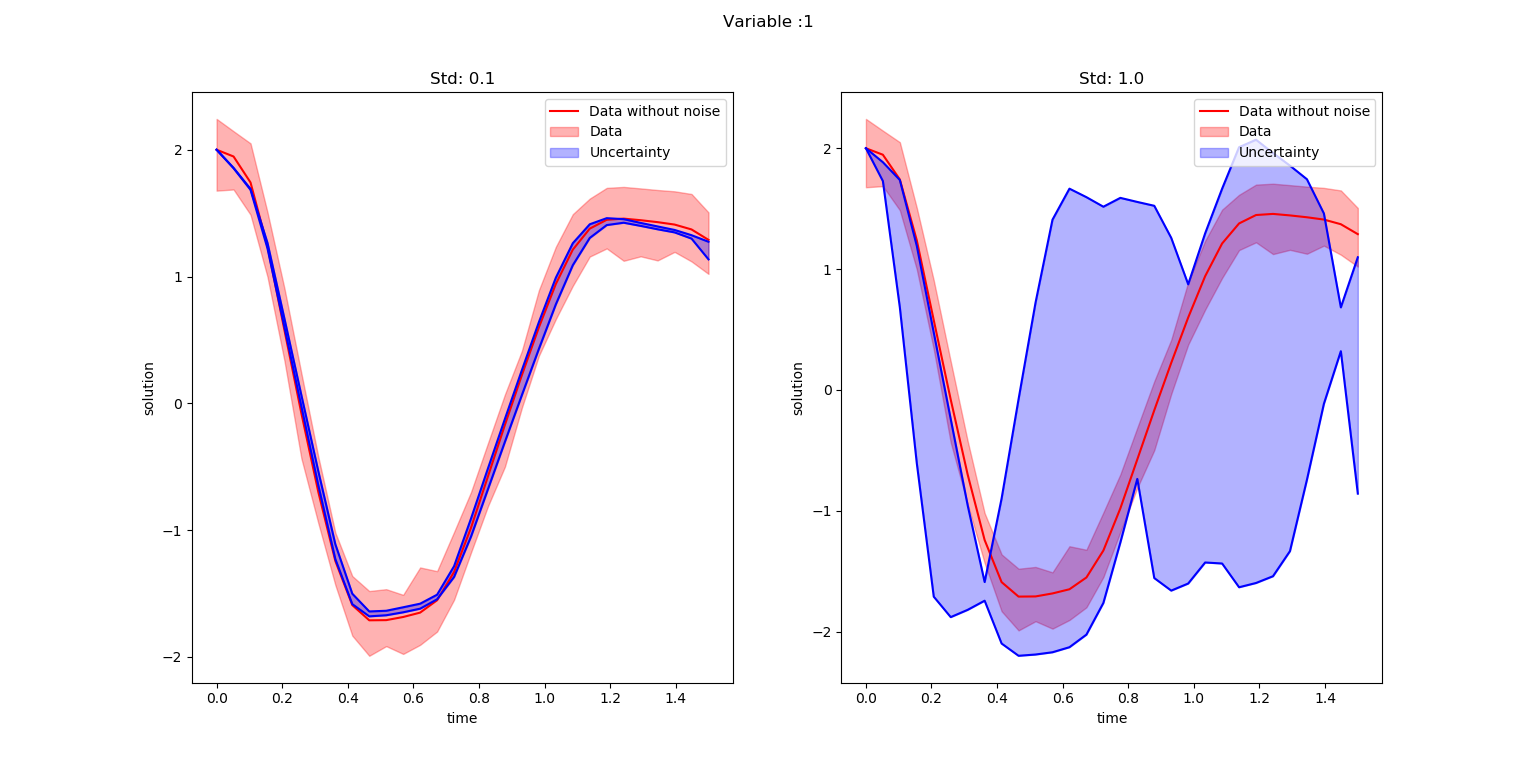 Variable :1
Std: 0.1
Data without noise
Data
Uncertainty
solution
2
1
0
−1
−2
0.0 0.2 0.4 0.6 0.8 1.0 1.2 1.4
time
Std: 1.0
Data without noise
Data
Uncertainty
solution
2
1
0
−1
−2
0.0 0.2 0.4 0.6 0.8 1.0 1.2 1.4
time